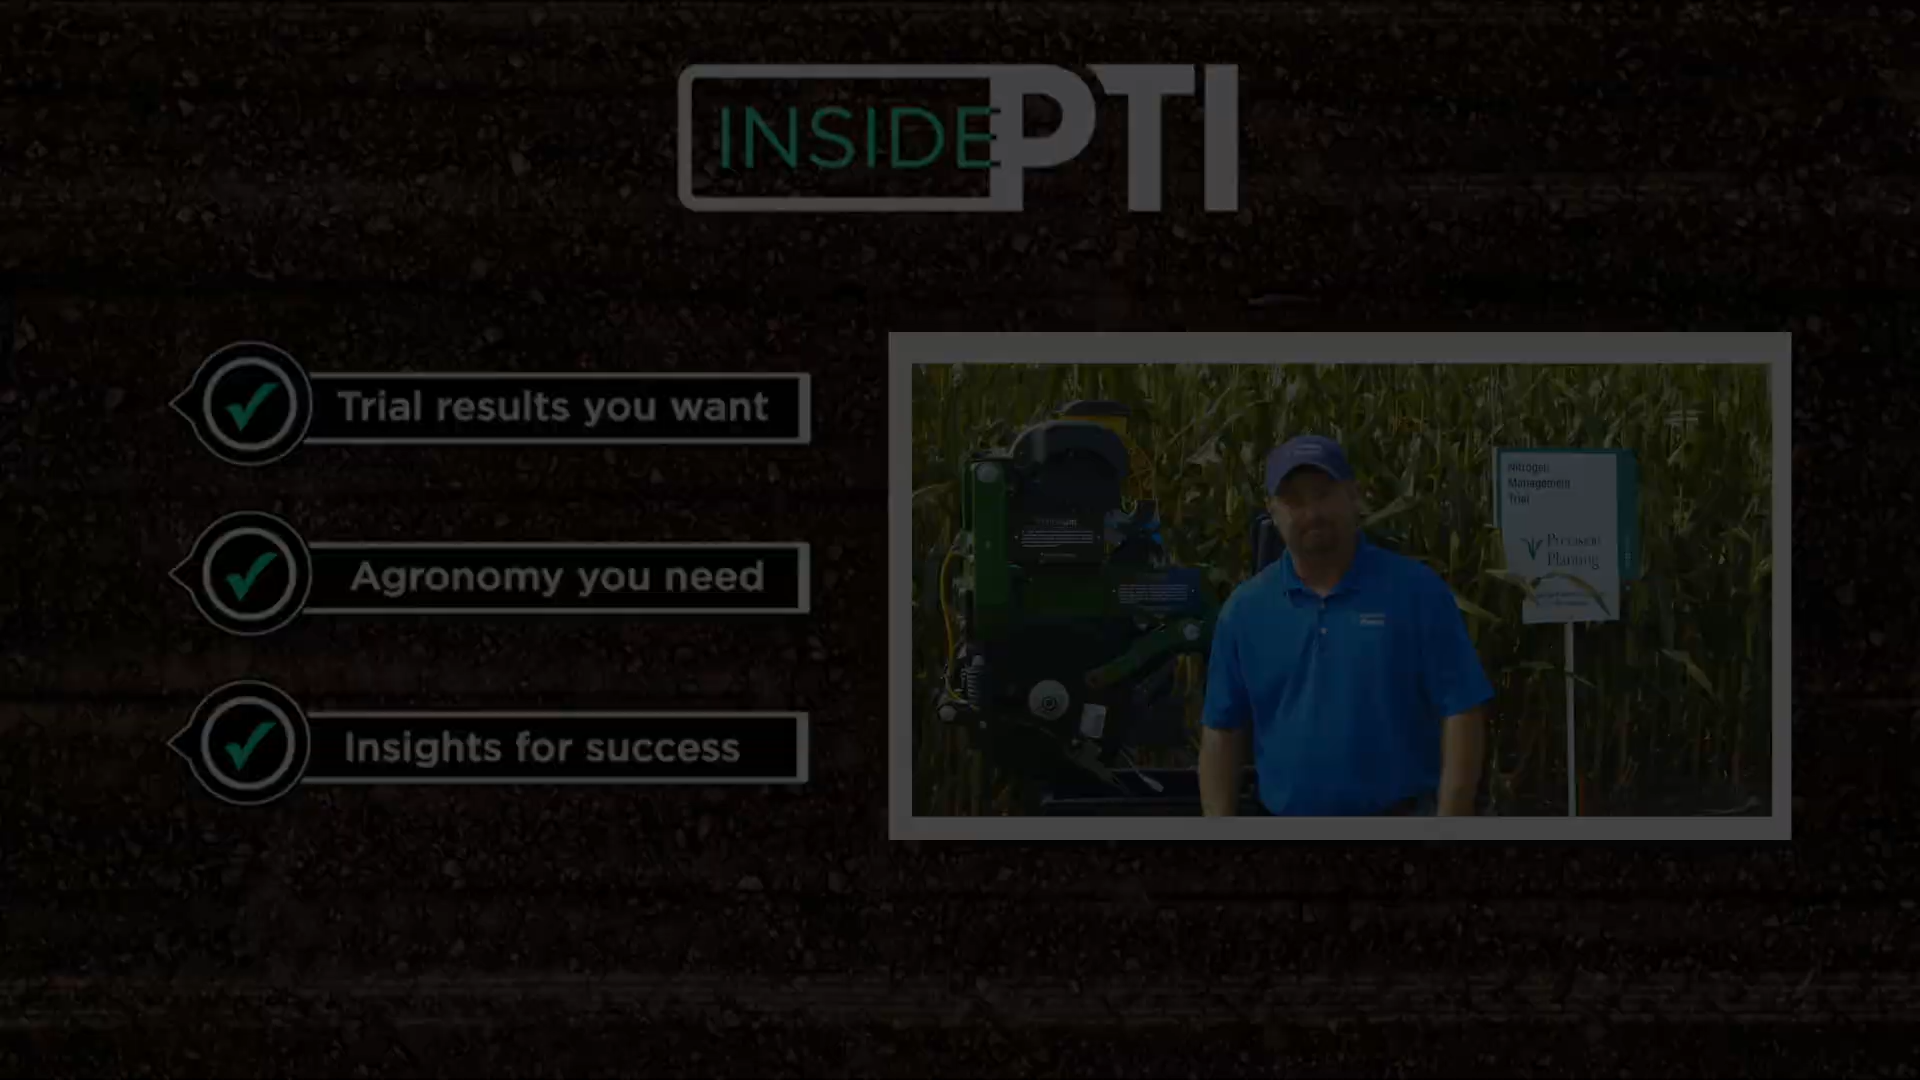 INSIDE PTI
Trial results you want
Agronomy you need
Insights for success
Nitrogen
Management
Trial
Precision
Planting